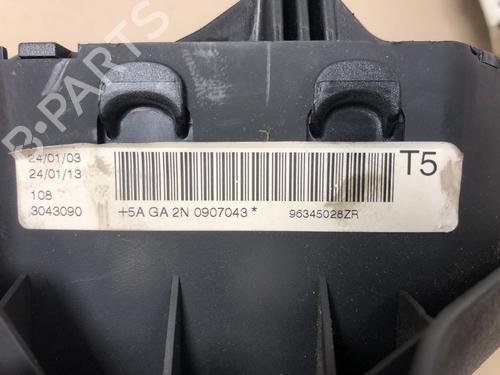 B-PARTS
24/01/03
24/01/13
T5
108
3043090
+5A GA 2N 0907043*
96345028ZR